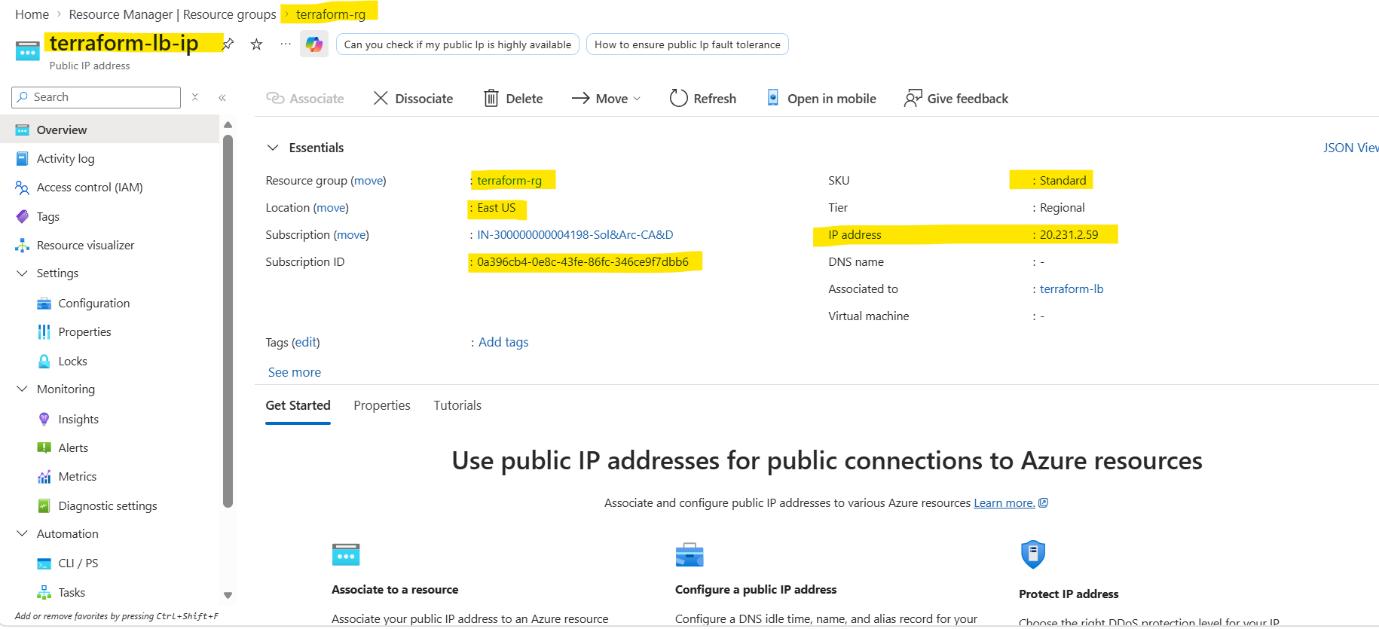 Home > Resource Manager | Resource groups > terraform-rg
terraform-lb-ip
Can you check if my public Ip is highly available
How to ensure public Ip fault tolerance
Public IP address
Search
Associate
Dissociate
Delete
Move
Refresh
Open in mobile
Give feedback
Overview
Activity log
Access control (IAM)
Tags
Resource visualizer
Settings
Configuration
Properties
Locks
Monitoring
Insights
Alerts
Metrics
Diagnostic settings
Automation
CLI / PS
Tasks
Add or remove favorites by pressing Ctrl+Shift+F
Essentials
JSON View
Resource group (move) : terraform-rg
Location (move) : East US
Subscription (move) : IN-300000000004198-Sol&Arc-CA&D
Subscription ID : 0a396cb4-0e8c-43fe-86fc-346ce9f7dbb6
SKU : Standard
Tier : Regional
IP address : 20.231.2.59
DNS name : -
Associated to : terraform-lb
Virtual machine : -
Tags (edit) : Add tags
See more
Get Started
Properties
Tutorials
Use public IP addresses for public connections to Azure resources
Associate and configure public IP addresses to various Azure resources Learn more.
Associate to a resource
Associate your public IP address to an Azure resource
Configure a public IP address
Configure a DNS idle time, name, and alias record for your
Protect IP address
Choose the right DDoS protection level for your IP